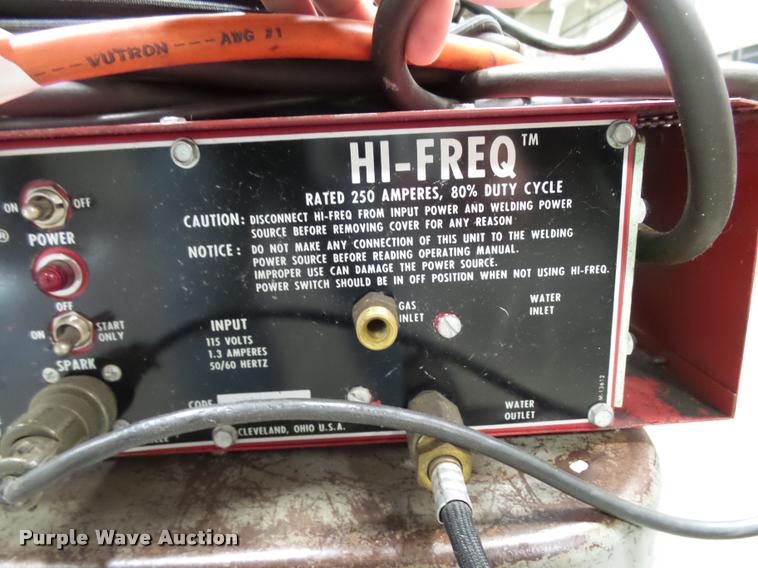 VUTRON --- AWG #1
HI-FREQ™
RATED 250 AMPERES, 80% DUTY CYCLE
CAUTION: DISCONNECT HI-FREQ FROM INPUT POWER AND WELDING POWER
SOURCE BEFORE REMOVING COVER FOR ANY REASON
NOTICE: DO NOT MAKE ANY CONNECTION OF THIS UNIT TO THE WELDING
POWER SOURCE BEFORE READING OPERATING MANUAL.
IMPROPER USE CAN DAMAGE THE POWER SOURCE.
POWER SWITCH SHOULD BE IN OFF POSITION WHEN NOT USING HI-FREQ.
ON OFF
®
POWER
OFF
ON START
ONLY
SPARK
INPUT
115 VOLTS
1.3 AMPERES
50/60 HERTZ
GAS
INLET
WATER
INLET
CODE
WATER
OUTLET
M-13612
CLEVELAND, OHIO U.S.A.
Purple Wave Auction